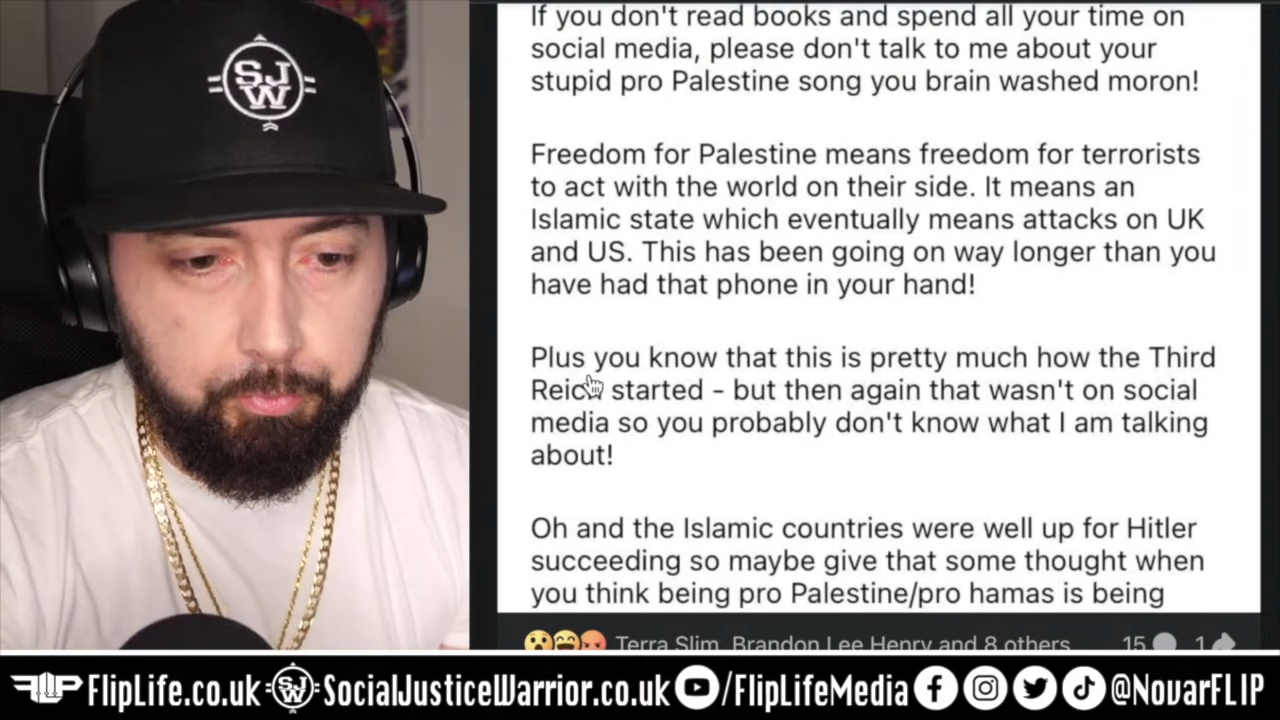 SJ
W
If you don't read books and spend all your time on
social media, please don't talk to me about your
stupid pro Palestine song you brain washed moron!
Freedom for Palestine means freedom for terrorists
to act with the world on their side. It means an
Islamic state which eventually means attacks on UK
and US. This has been going on way longer than you
have had that phone in your hand!
Plus you know that this is pretty much how the Third
Reich started - but then again that wasn't on social
media so you probably don't know what I am talking
about!
Oh and the Islamic countries were well up for Hitler
succeeding so maybe give that some thought when
you think being pro Palestine/pro hamas is being
Terra Slim, Brandon Lee Henry and 8 others 15 1
FLIP FlipLife.co.uk SJW SocialJusticeWarrior.co.uk /FlipLifeMedia @NovarFLIP